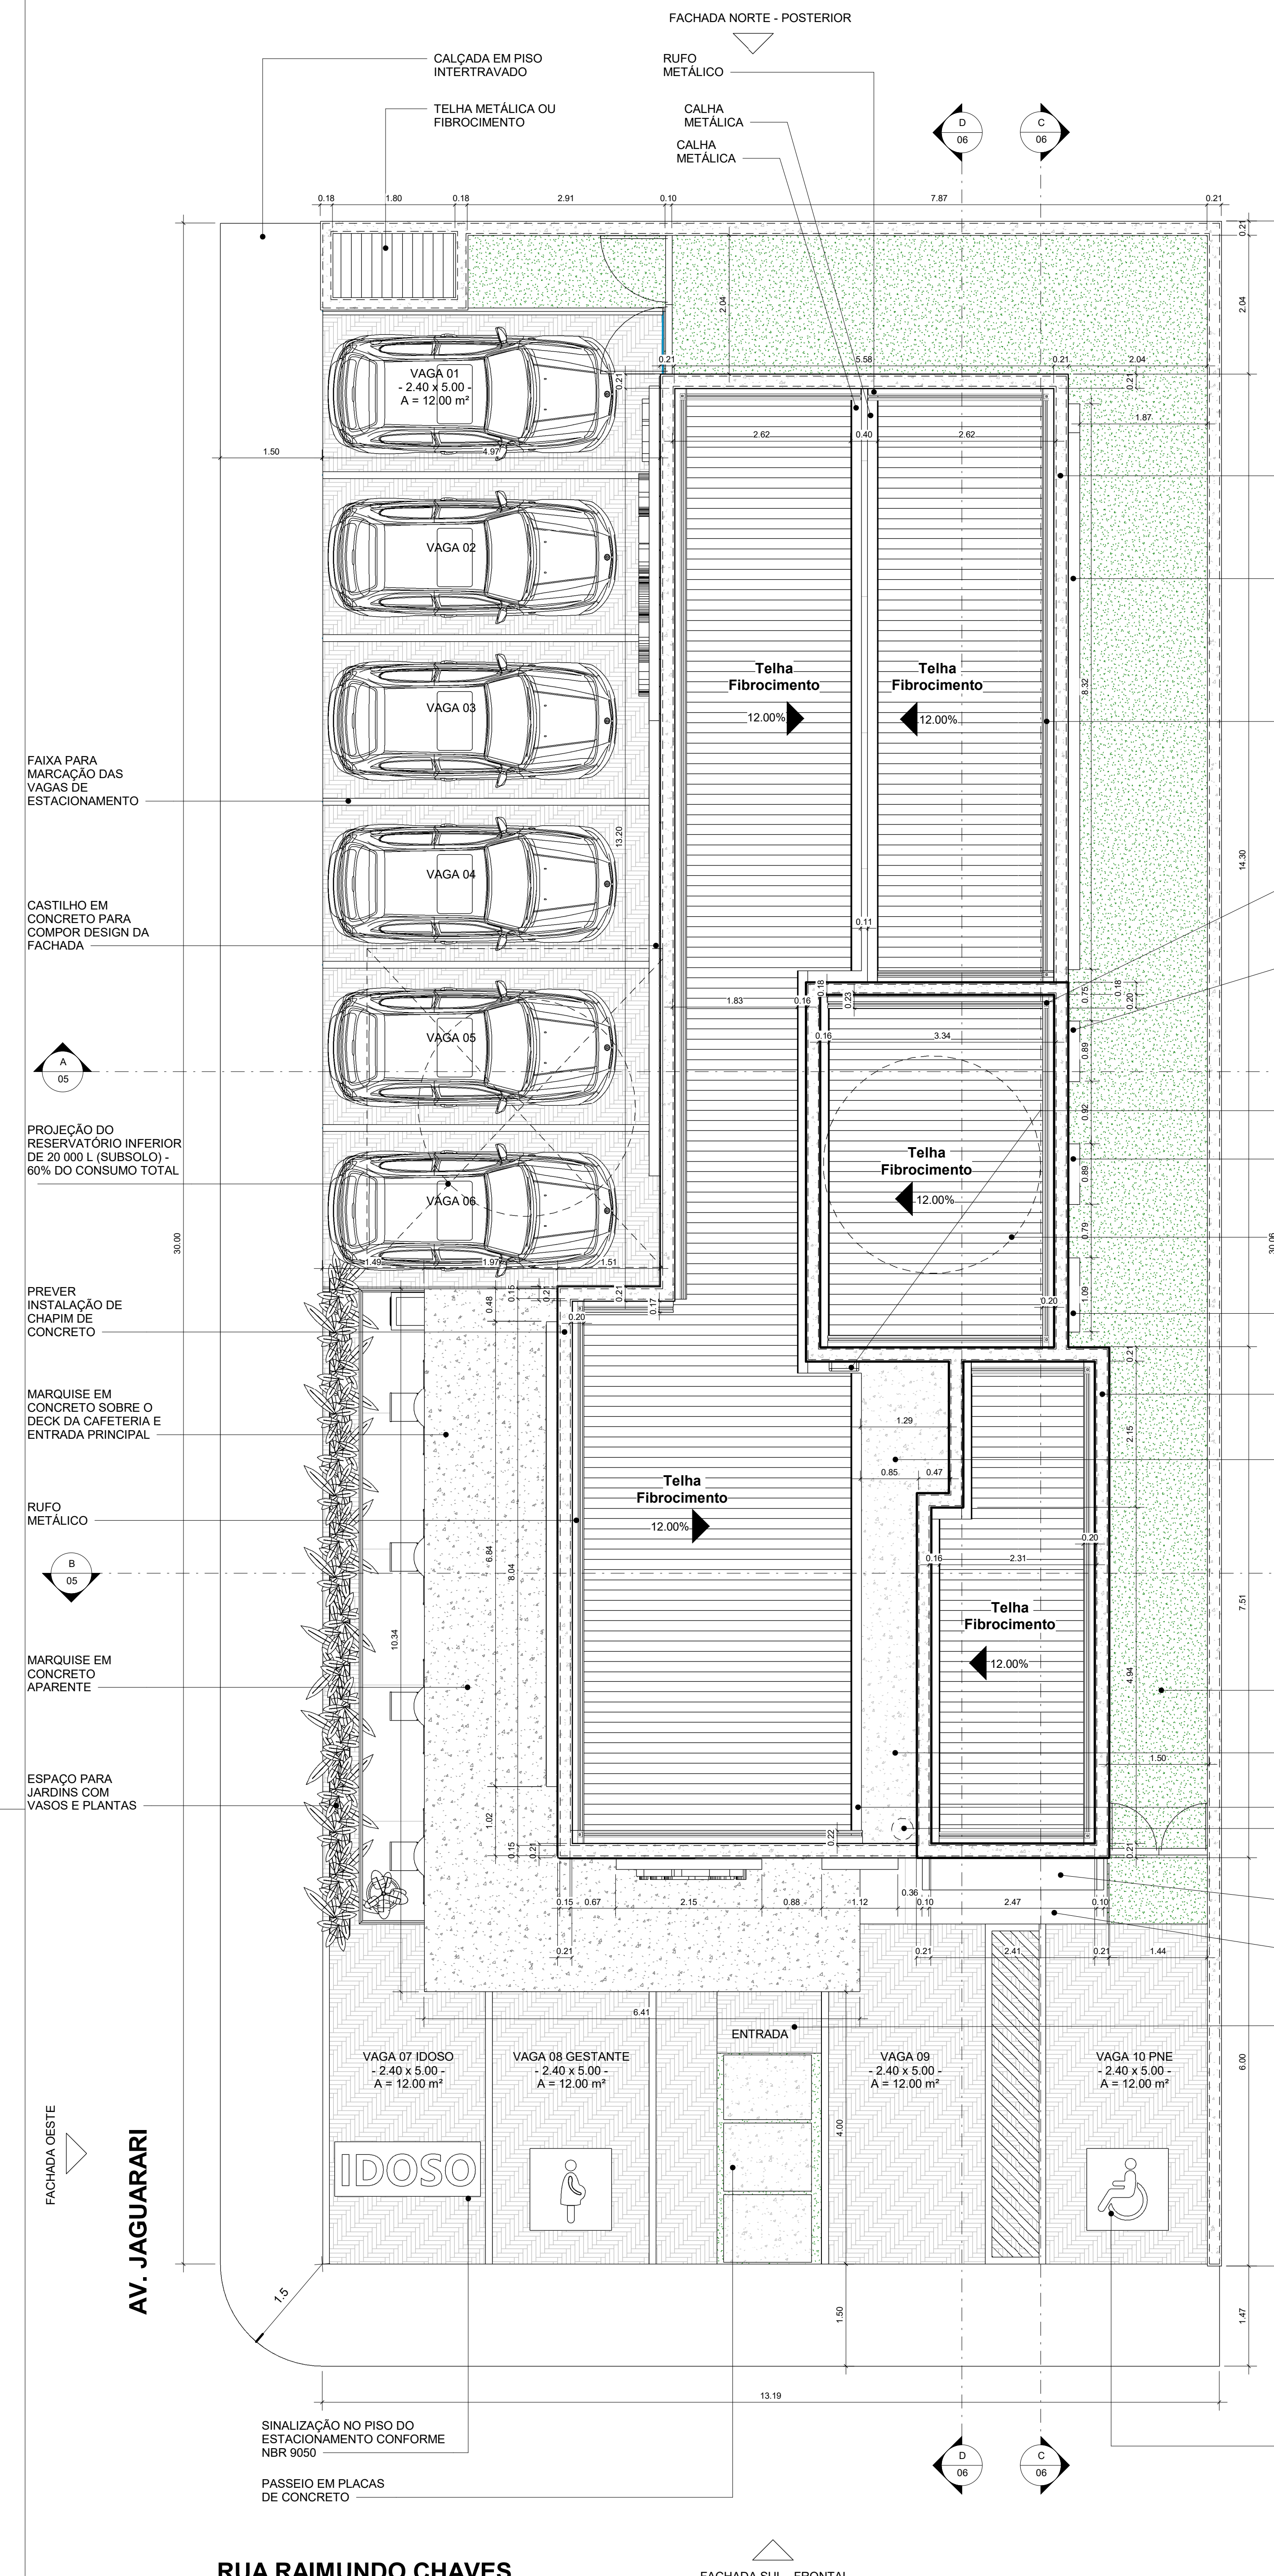 FACHADA NORTE - POSTERIOR
CALÇADA EM PISO
INTERTRAVADO
RUFO
METÁLICO
TELHA METÁLICA OU
FIBROCIMENTO
CALHA
METÁLICA
CALHA
METÁLICA
D
06
C
06
0.18
1.80
0.18
2.91
0.10
7.87
0.21
0.21
2.04
2.04
0.21
5.58
0.21
2.04
0.21
0.21
VAGA 01
- 2.40 x 5.00 -
A = 12.00 m²
1.87
2.62
0.40
2.62
1.50
4.97
VAGA 02
Telha
Fibrocimento
12.00%
Telha
Fibrocimento
12.00%
8.32
VAGA 03
FAIXA PARA
MARCAÇÃO DAS
VAGAS DE
ESTACIONAMENTO
13.20
14.30
VAGA 04
CASTILHO EM
CONCRETO PARA
COMPOR DESIGN DA
FACHADA
0.11
0.18
0.23
0.75
0.18
0.20
1.83
0.16
0.16
3.34
VAGA 05
0.89
A
05
0.92
PROJEÇÃO DO
RESERVATÓRIO INFERIOR
DE 20 000 L (SUBSOLO) -
60% DO CONSUMO TOTAL
Telha
Fibrocimento
12.00%
0.89
VAGA 06
0.79
30.00
30.06
1.49
1.97
1.51
PREVER
INSTALAÇÃO DE
CHAPIM DE
CONCRETO
0.48
0.15
0.21
0.21
0.17
0.20
0.20
1.09
0.21
MARQUISE EM
CONCRETO SOBRE O
DECK DA CAFETERIA E
ENTRADA PRINCIPAL
1.29
2.15
0.85
0.47
Telha
Fibrocimento
12.00%
RUFO
METÁLICO
6.84
8.04
0.20
0.16
2.31
B
05
7.51
Telha
Fibrocimento
12.00%
10.34
MARQUISE EM
CONCRETO
APARENTE
4.94
1.50
ESPAÇO PARA
JARDINS COM
VASOS E PLANTAS
1.02
0.15
0.21
0.22
0.21
0.15
0.67
2.15
0.88
1.12
0.36
0.10
2.47
0.10
0.21
0.21
2.41
0.21
1.44
6.41
ENTRADA
VAGA 07 IDOSO
- 2.40 x 5.00 -
A = 12.00 m²
VAGA 08 GESTANTE
- 2.40 x 5.00 -
A = 12.00 m²
VAGA 09
- 2.40 x 5.00 -
A = 12.00 m²
VAGA 10 PNE
- 2.40 x 5.00 -
A = 12.00 m²
6.00
4.00
FACHADA OESTE
AV. JAGUARARI
IDOSO
1.5
1.50
1.47
13.19
SINALIZAÇÃO NO PISO DO
ESTACIONAMENTO CONFORME
NBR 9050
PASSEIO EM PLACAS
DE CONCRETO
D
06
C
06
RUA RAIMUNDO CHAVES
FACHADA SUL - FRONTAL